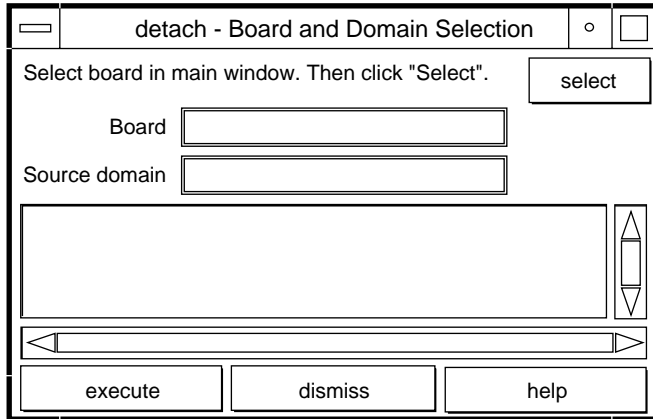 detach - Board and Domain Selection
Select board in main window. Then click "Select".
select
Board
Source domain
execute
dismiss
help